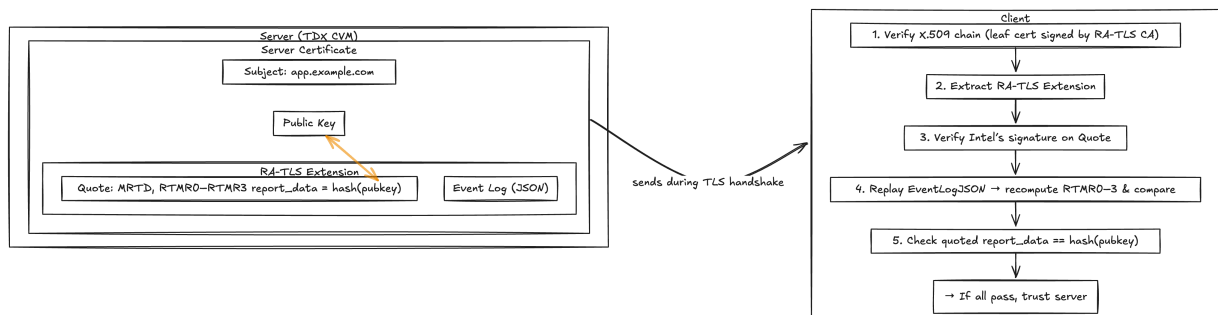 Server (TDX CVM)
Server Certificate
Subject: app.example.com
Public Key
RA-TLS Extension
Quote: MRTD, RTMR0-RTMR3 report_data = hash(pubkey)
Event Log (JSON)
sends during TLS handshake
Client
1. Verify X.509 chain (leaf cert signed by RA-TLS CA)
2. Extract RA-TLS Extension
3. Verify Intel's signature on Quote
4. Replay EventLogJSON → recompute RTMR0-3 & compare
5. Check quoted report_data == hash(pubkey)
→ If all pass, trust server